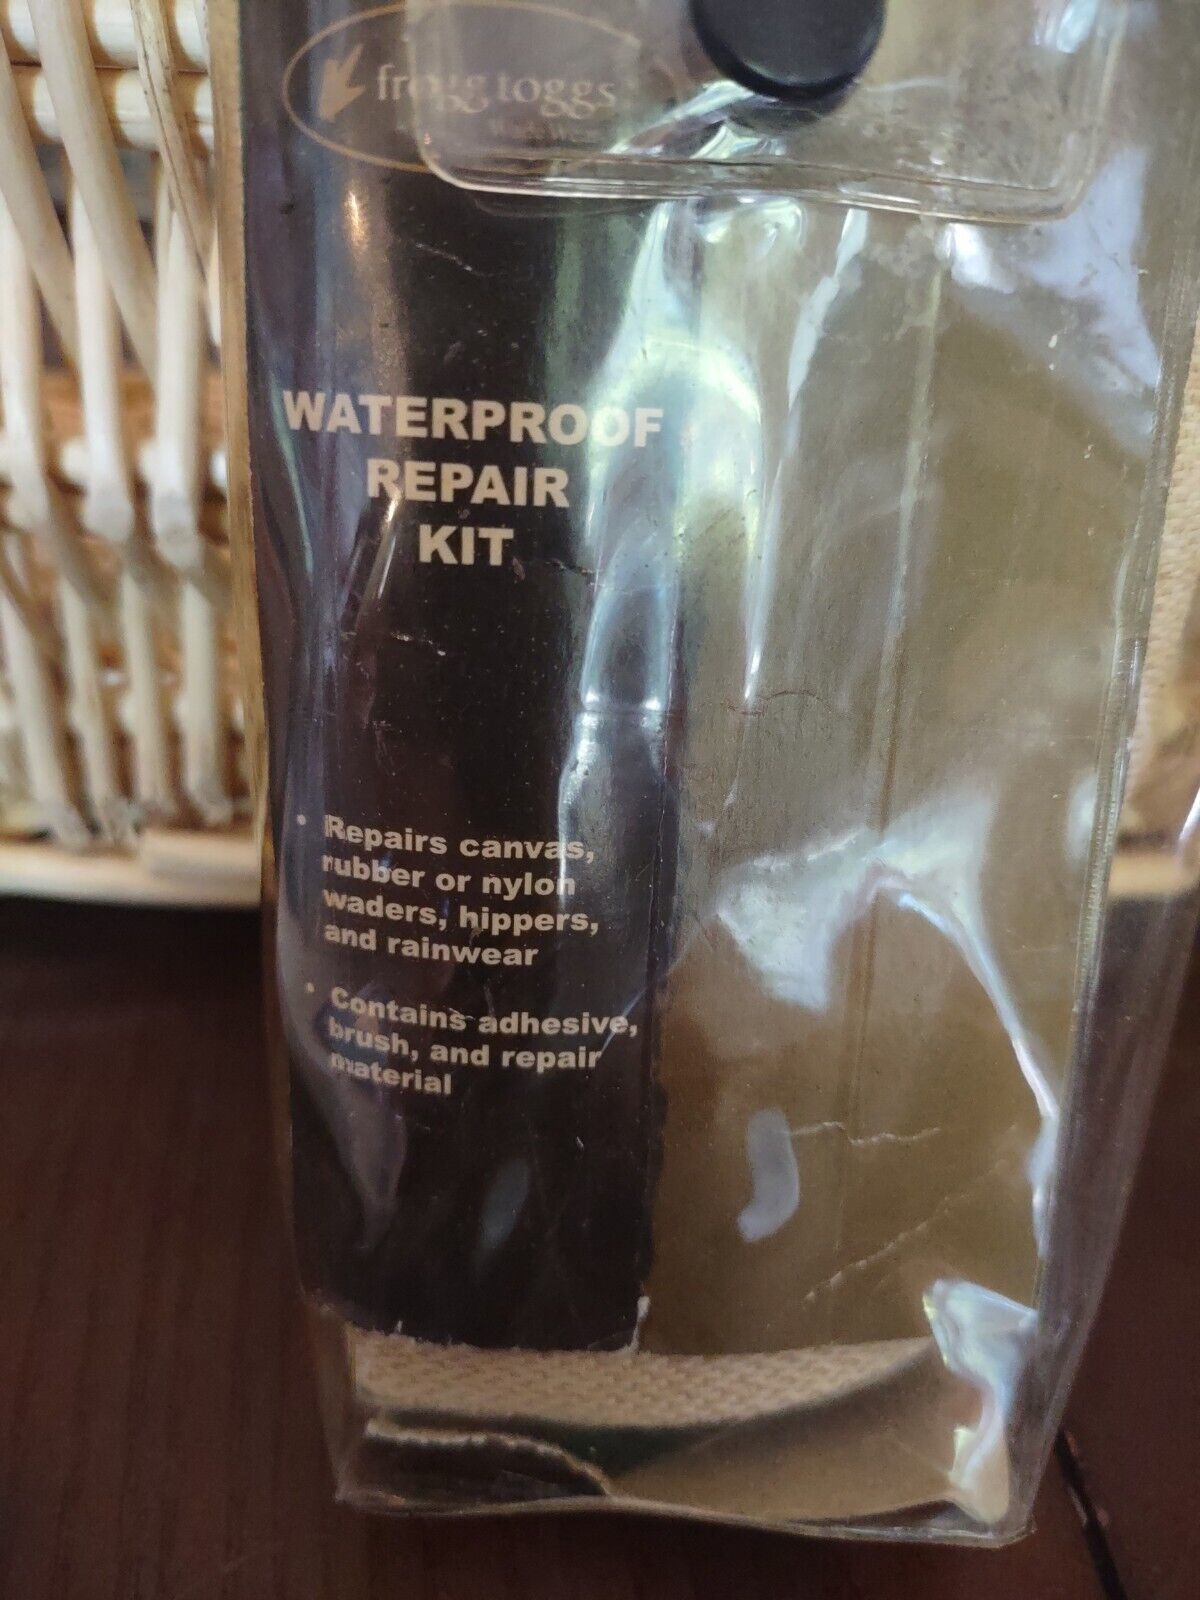 frogg toggs
WATERPROOF
REPAIR
KIT
• Repairs canvas,
rubber or nylon
waders, hippers,
and rainwear
• Contains adhesive,
brush, and repair
material